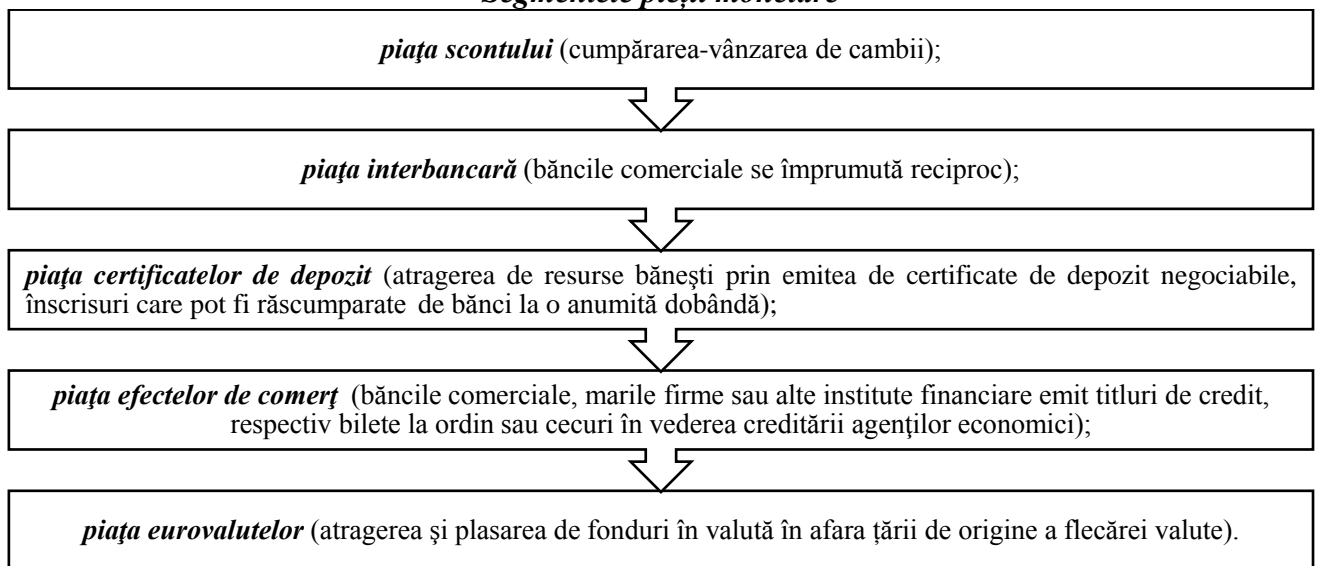 Segmentele pieţii monetare
piaţa scontului (cumpărarea-vânzarea de cambii);
piaţa interbancară (băncile comerciale se împrumută reciproc);
piaţa certificatelor de depozit (atragerea de resurse băneşti prin emitea de certificate de depozit negociabile,
înscrisuri care pot fi răscumparate de bănci la o anumită dobândă);
piaţa efectelor de comerţ (băncile comerciale, marile firme sau alte institute financiare emit titluri de credit,
respectiv bilete la ordin sau cecuri în vederea creditării agenţilor economici);
piaţa eurovalutelor (atragerea şi plasarea de fonduri în valută în afara țării de origine a flecărei valute).